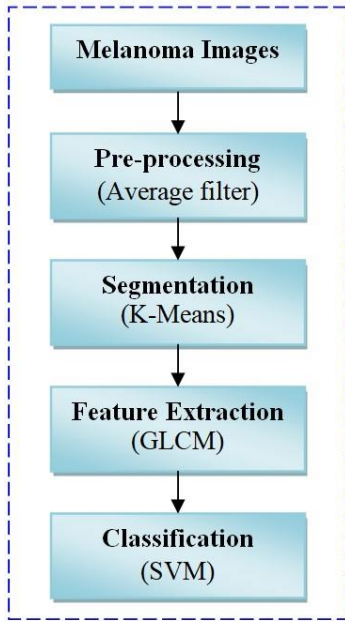 Melanoma Images
Pre-processing
(Average filter)
Segmentation
(K-Means)
Feature Extraction
(GLCM)
Classification
(SVM)